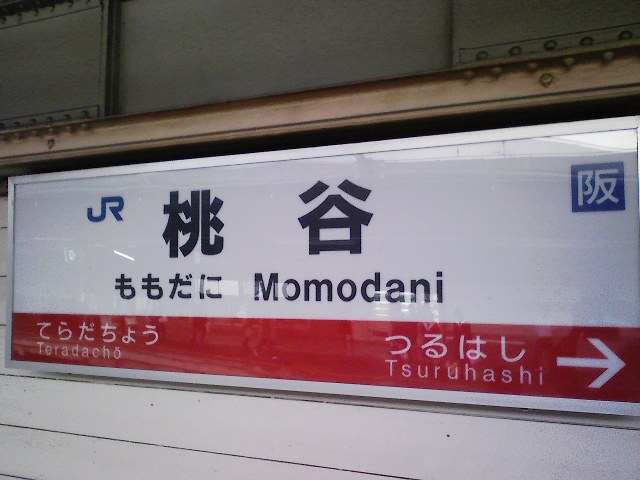 JR 桃谷 阪
ももだに Momodani
てらだちょう
Teradachō
つるはし
Tsuruhashi